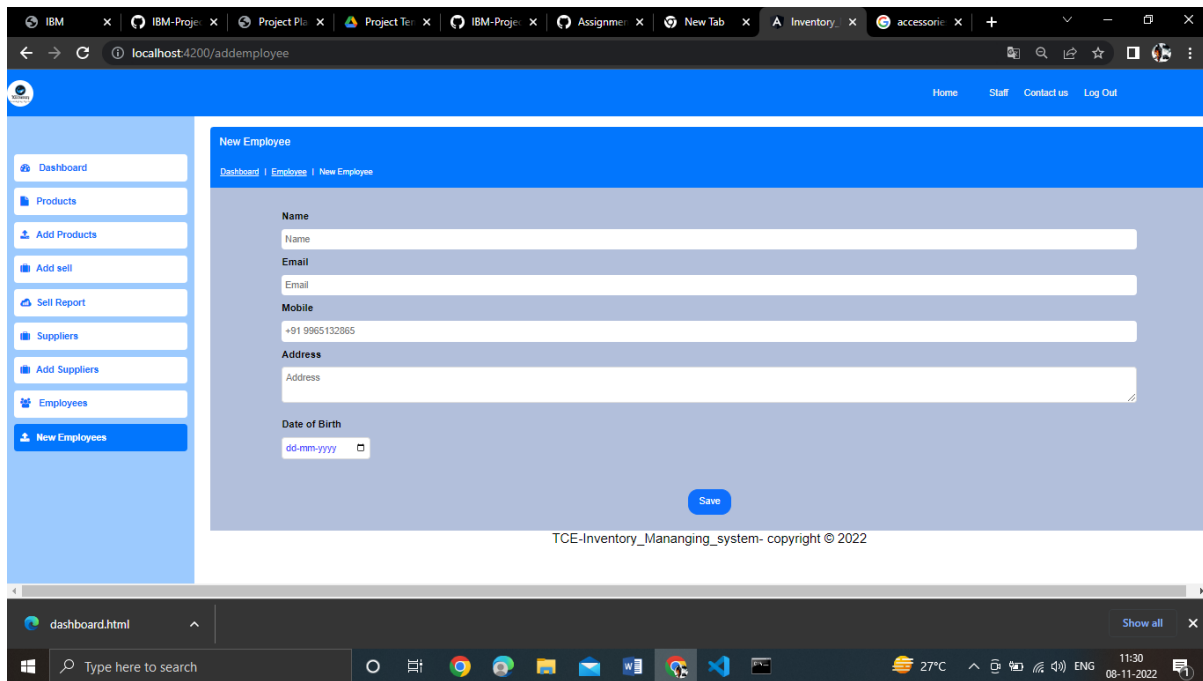 IBM
IBM-Projec
Project Pla
Project Ter
IBM-Projec
Assignmen
New Tab
Inventory_
accessorie
localhost:4200/addemployee
Home Staff Contact us Log Out
Dashboard
Products
Add Products
Add sell
Sell Report
Suppliers
Add Suppliers
Employees
New Employees
New Employee
Dashboard | Employee | New Employee
Name
Name
Email
Email
Mobile
+91 9965132865
Address
Address
Date of Birth
dd-mm-yyyy
Save
TCE-Inventory_Mananging_system- copyright © 2022
dashboard.html
Show all
Type here to search
27°C
ENG
11:30
08-11-2022